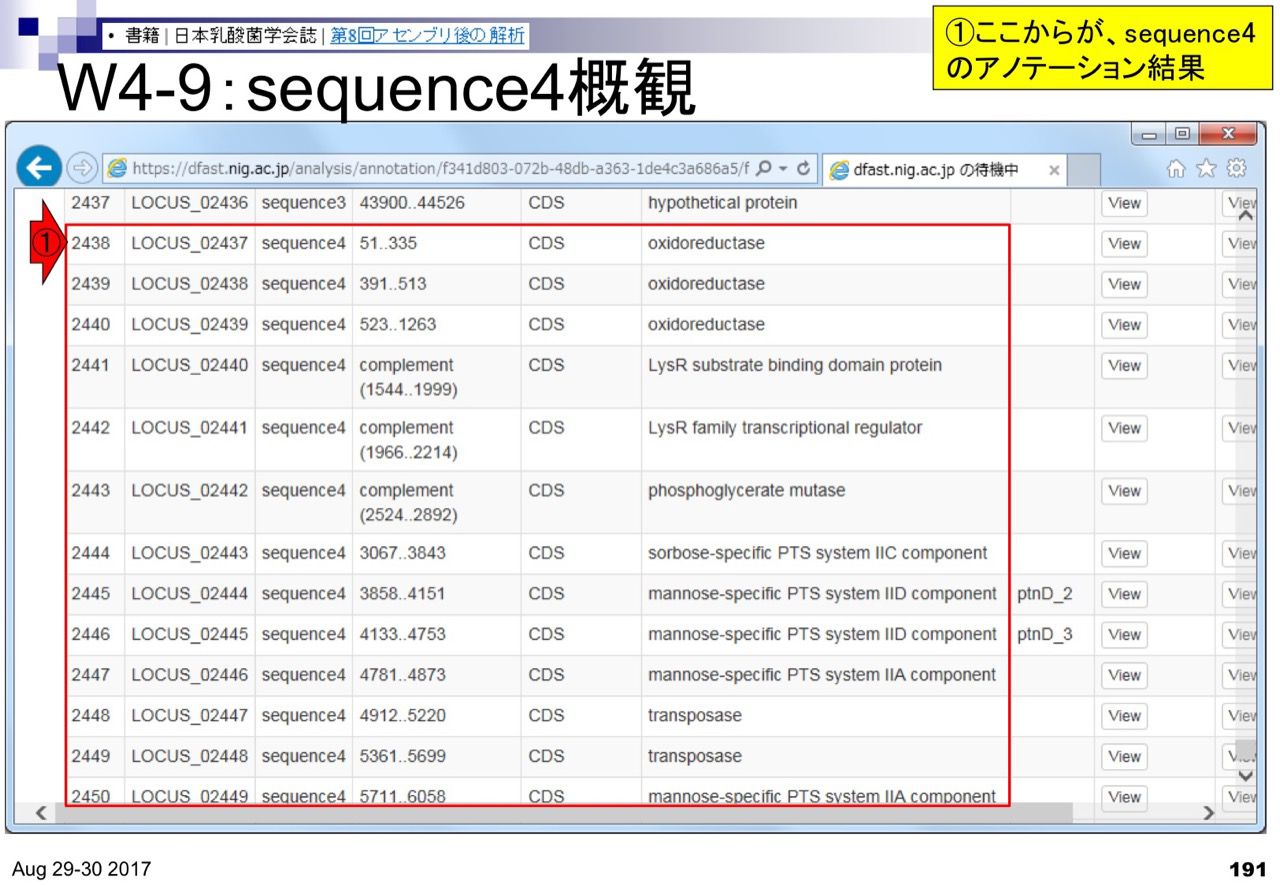 • 書籍 | 日本乳酸菌学会誌 | 第8回アセンブリ後の解析
W4-9：sequence4概観
①ここからが、sequence4
のアノテーション結果
https://dfast.nig.ac.jp/analysis/annotation/f341d803-072b-48db-a363-1de4c3a686a5/f
dfast.nig.ac.jp の待機中
2437 LOCUS_02436 sequence3 43900..44526 CDS hypothetical protein View View
①
2438 LOCUS_02437 sequence4 51..335 CDS oxidoreductase View View
2439 LOCUS_02438 sequence4 391..513 CDS oxidoreductase View View
2440 LOCUS_02439 sequence4 523..1263 CDS oxidoreductase View View
2441 LOCUS_02440 sequence4 complement CDS LysR substrate binding domain protein View View
(1544..1999)
2442 LOCUS_02441 sequence4 complement CDS LysR family transcriptional regulator View View
(1966..2214)
2443 LOCUS_02442 sequence4 complement CDS phosphoglycerate mutase View View
(2524..2892)
2444 LOCUS_02443 sequence4 3067..3843 CDS sorbose-specific PTS system IIC component View View
2445 LOCUS_02444 sequence4 3858..4151 CDS mannose-specific PTS system IID component ptnD_2 View View
2446 LOCUS_02445 sequence4 4133..4753 CDS mannose-specific PTS system IID component ptnD_3 View View
2447 LOCUS_02446 sequence4 4781..4873 CDS mannose-specific PTS system IIA component View View
2448 LOCUS_02447 sequence4 4912..5220 CDS transposase View View
2449 LOCUS_02448 sequence4 5361..5699 CDS transposase View
2450 LOCUS_02449 sequence4 5711..6058 CDS mannose-specific PTS system IIA component View View
Aug 29-30 2017
191